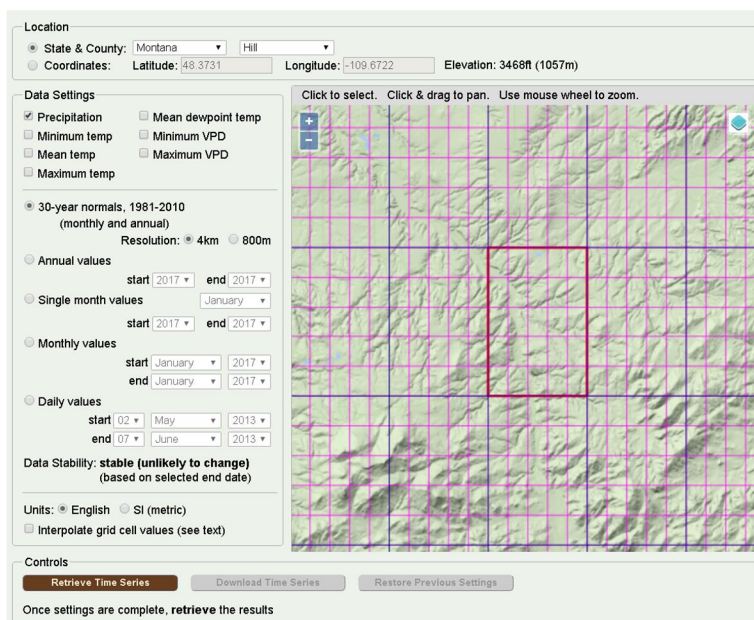 Location
State & County: Montana Hill
Coordinates: Latitude: 48.3731 Longitude: -109.6722 Elevation: 3468ft (1057m)
Data Settings
Precipitation Mean dewpoint temp
Minimum temp Minimum VPD
Mean temp Maximum VPD
Maximum temp
30-year normals, 1981-2010
(monthly and annual)
Resolution: 4km 800m
Annual values
start 2017 end 2017
Single month values January
start 2017 end 2017
Monthly values
start January 2017
end January 2017
Daily values
start 02 May 2013
end 07 June 2013
Data Stability: stable (unlikely to change)
(based on selected end date)
Units: English SI (metric)
Interpolate grid cell values (see text)
Click to select. Click & drag to pan. Use mouse wheel to zoom.
+
−
Controls
Retrieve Time Series Download Time Series Restore Previous Settings
Once settings are complete, retrieve the results